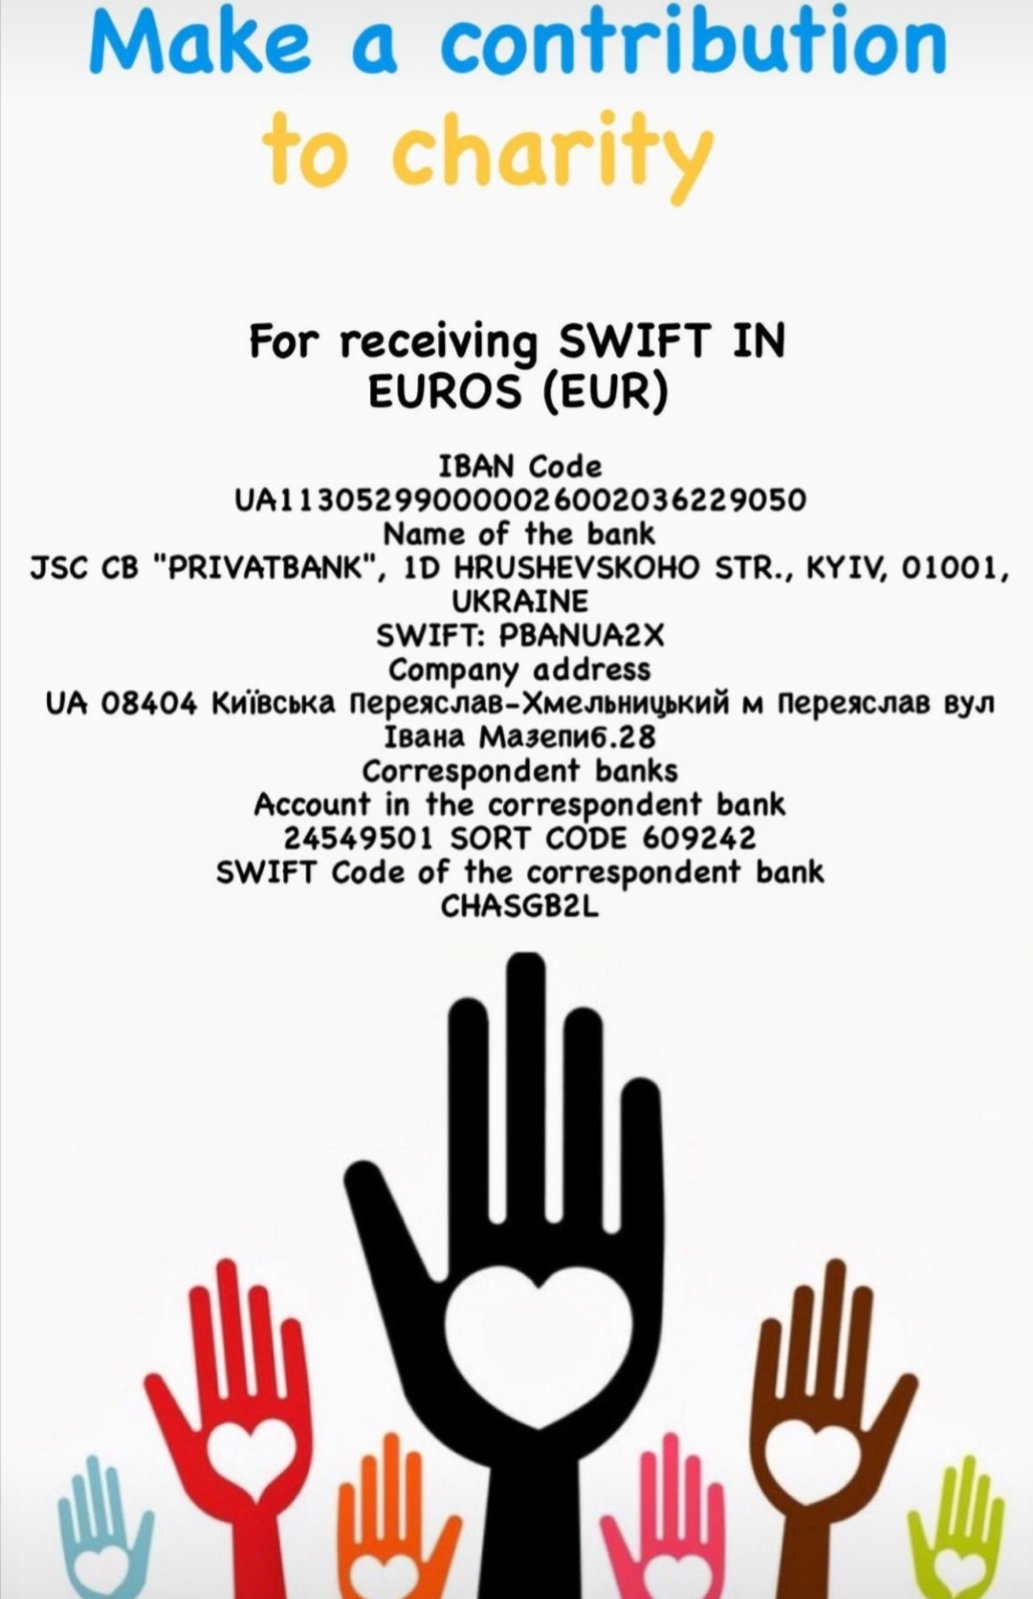 Make a contribution
to charity
For receiving SWIFT IN
EUROS (EUR)
IBAN Code
UA113052990000026002036229050
Name of the bank
JSC CB "PRIVATBANK", 1D HRUSHEVSKOHO STR., KYIV, 01001,
UKRAINE
SWIFT: PBANUA2X
Company address
UA 08404 Київська Переяслав-Хмельницький м Переяслав вул
Івана Мазепиб.28
Correspondent banks
Account in the correspondent bank
24549501 SORT CODE 609242
SWIFT Code of the correspondent bank
CHASGB2L